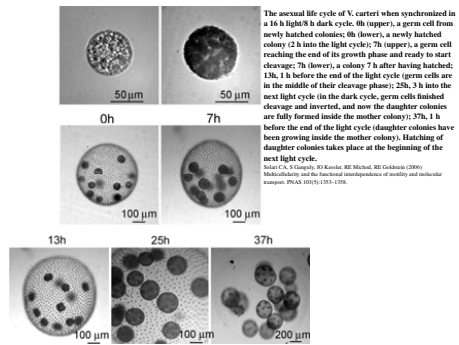 The asexual life cycle of V. carteri when synchronized in
a 16 h light/8 h dark cycle. 0h (upper), a germ cell from
newly hatched colonies; 0h (lower), a newly hatched
colony (2 h into the light cycle); 7h (upper), a germ cell
reaching the end of its growth phase and ready to start
cleavage; 7h (lower), a colony 7 h after having hatched;
13h, 1 h before the end of the light cycle (germ cells are
in the middle of their cleavage phase); 25h, 3 h into the
next light cycle (in the dark cycle, germ cells finished
cleavage and inverted, and now the daughter colonies
are fully formed inside the mother colony); 37h, 1 h
before the end of the light cycle (daughter colonies have
been growing inside the mother colony). Hatching of
daughter colonies takes place at the beginning of the
next light cycle.
Solari CA, S Ganguly, JO Kessler, RE Michod, RE Goldstein (2006)
Multicellularity and the functional interdependence of motility and molecular
transport. PNAS 103(5):1353–1358.
50 μm
50 μm
0h
7h
100 μm
100 μm
13h
25h
37h
100 μm
100 μm
200 μm